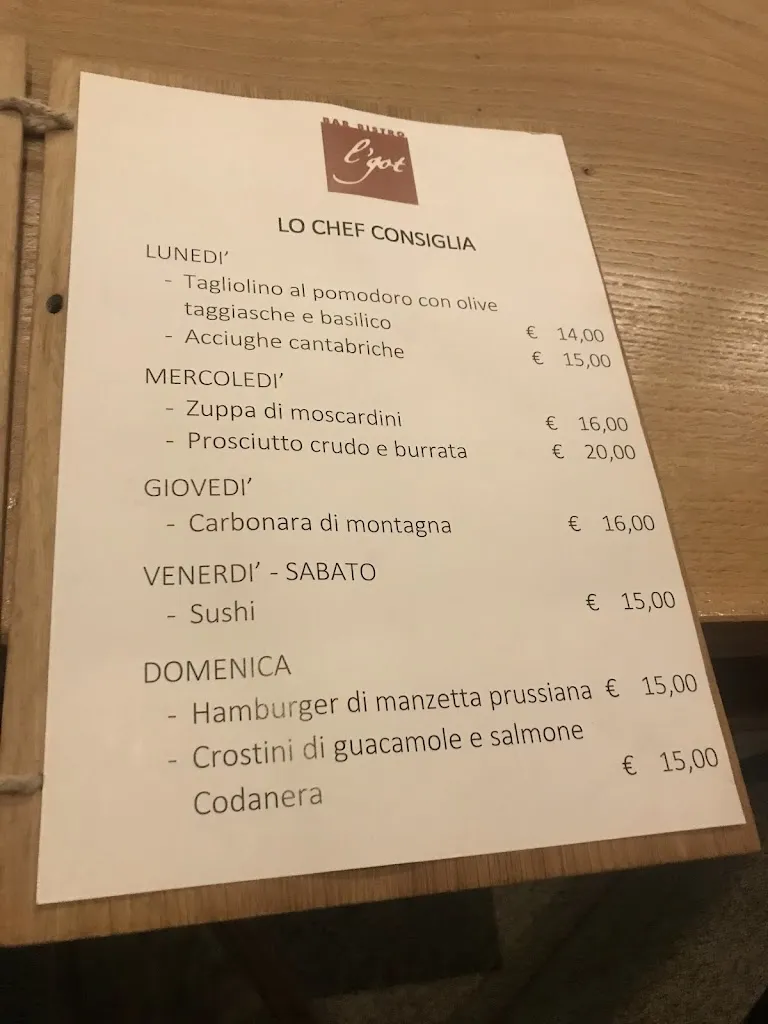 BAR BISTRO
l'got
LO CHEF CONSIGLIA
LUNEDI'
- Tagliolino al pomodoro con olive
taggiasche e basilico € 14,00
- Acciughe cantabriche € 15,00
MERCOLEDI'
- Zuppa di moscardini € 16,00
- Prosciutto crudo e burrata € 20,00
GIOVEDI'
- Carbonara di montagna € 16,00
VENERDI' - SABATO
- Sushi € 15,00
DOMENICA
- Hamburger di manzetta prussiana € 15,00
- Crostini di guacamole e salmone
Codanera € 15,00